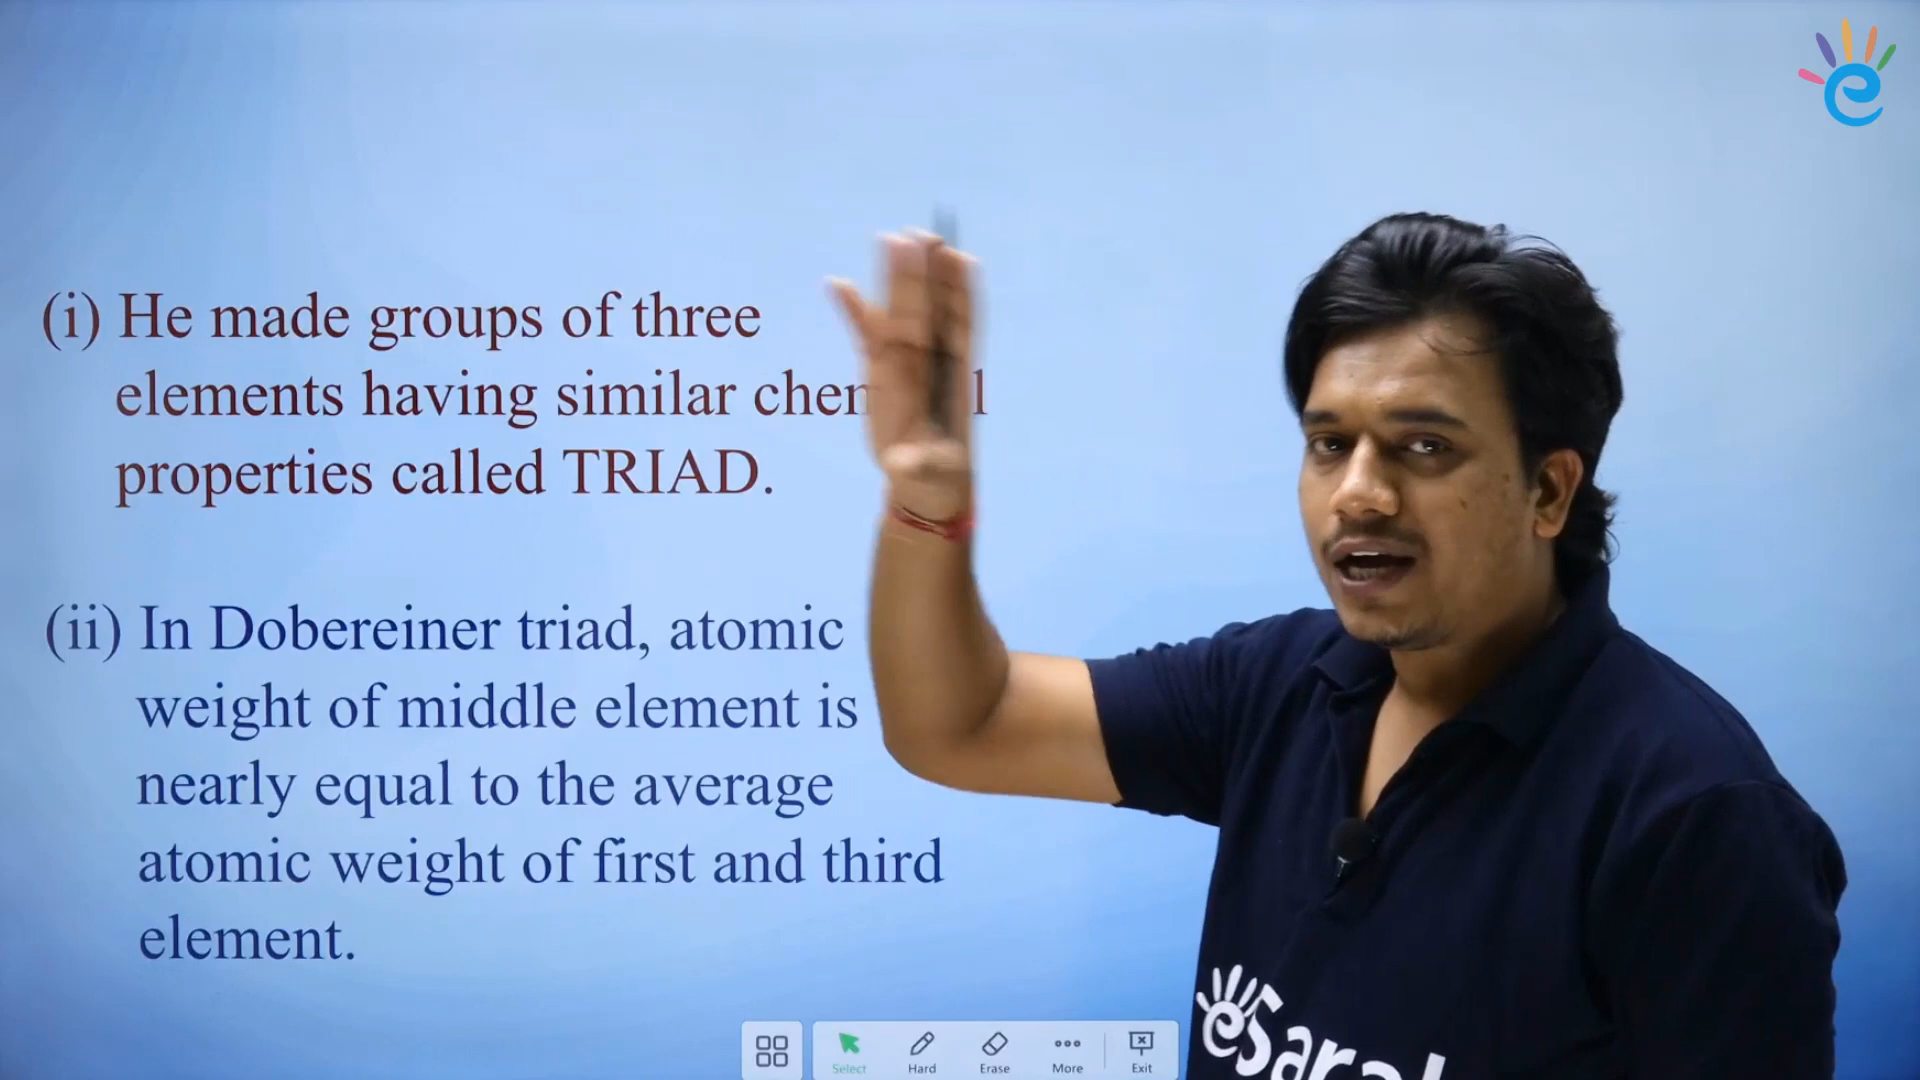 (i) He made groups of three
elements having similar
properties called TRIAD.
(ii) In Dobereiner triad, atomic
weight of middle element is
nearly equal to the average
atomic weight of first and third
element.
Select Hard Erase More Exit